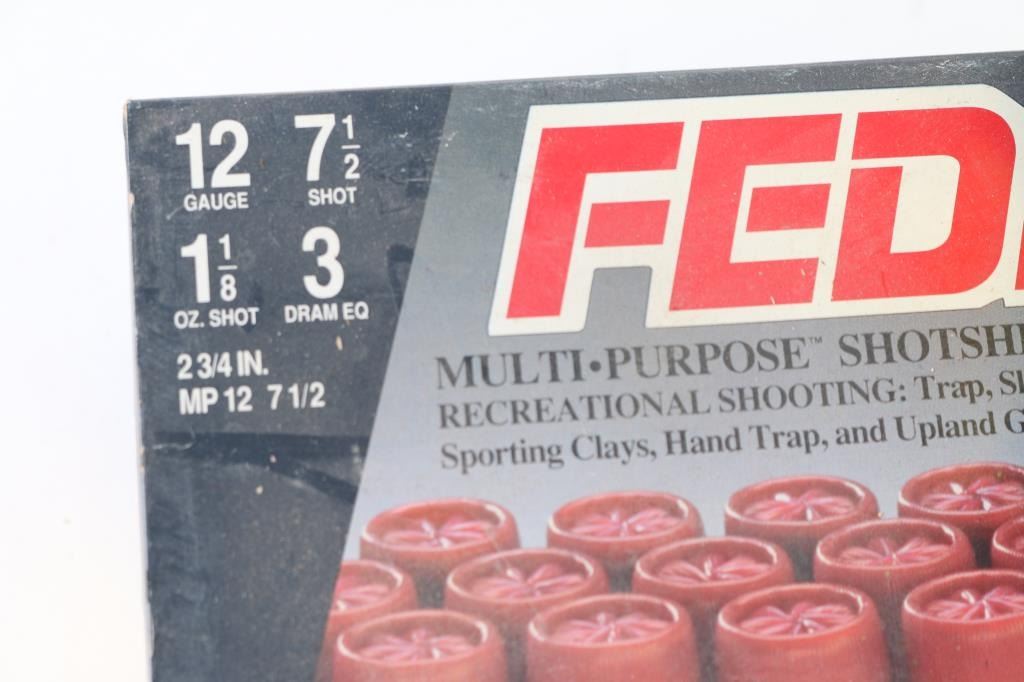 12 7 1/2
GAUGE SHOT
1 1/8 3
OZ. SHOT DRAM EQ
2 3/4 IN.
MP 12 7 1/2
FED
MULTI•PURPOSE™ SHOTSH
RECREATIONAL SHOOTING: Trap, Sk
Sporting Clays, Hand Trap, and Upland G